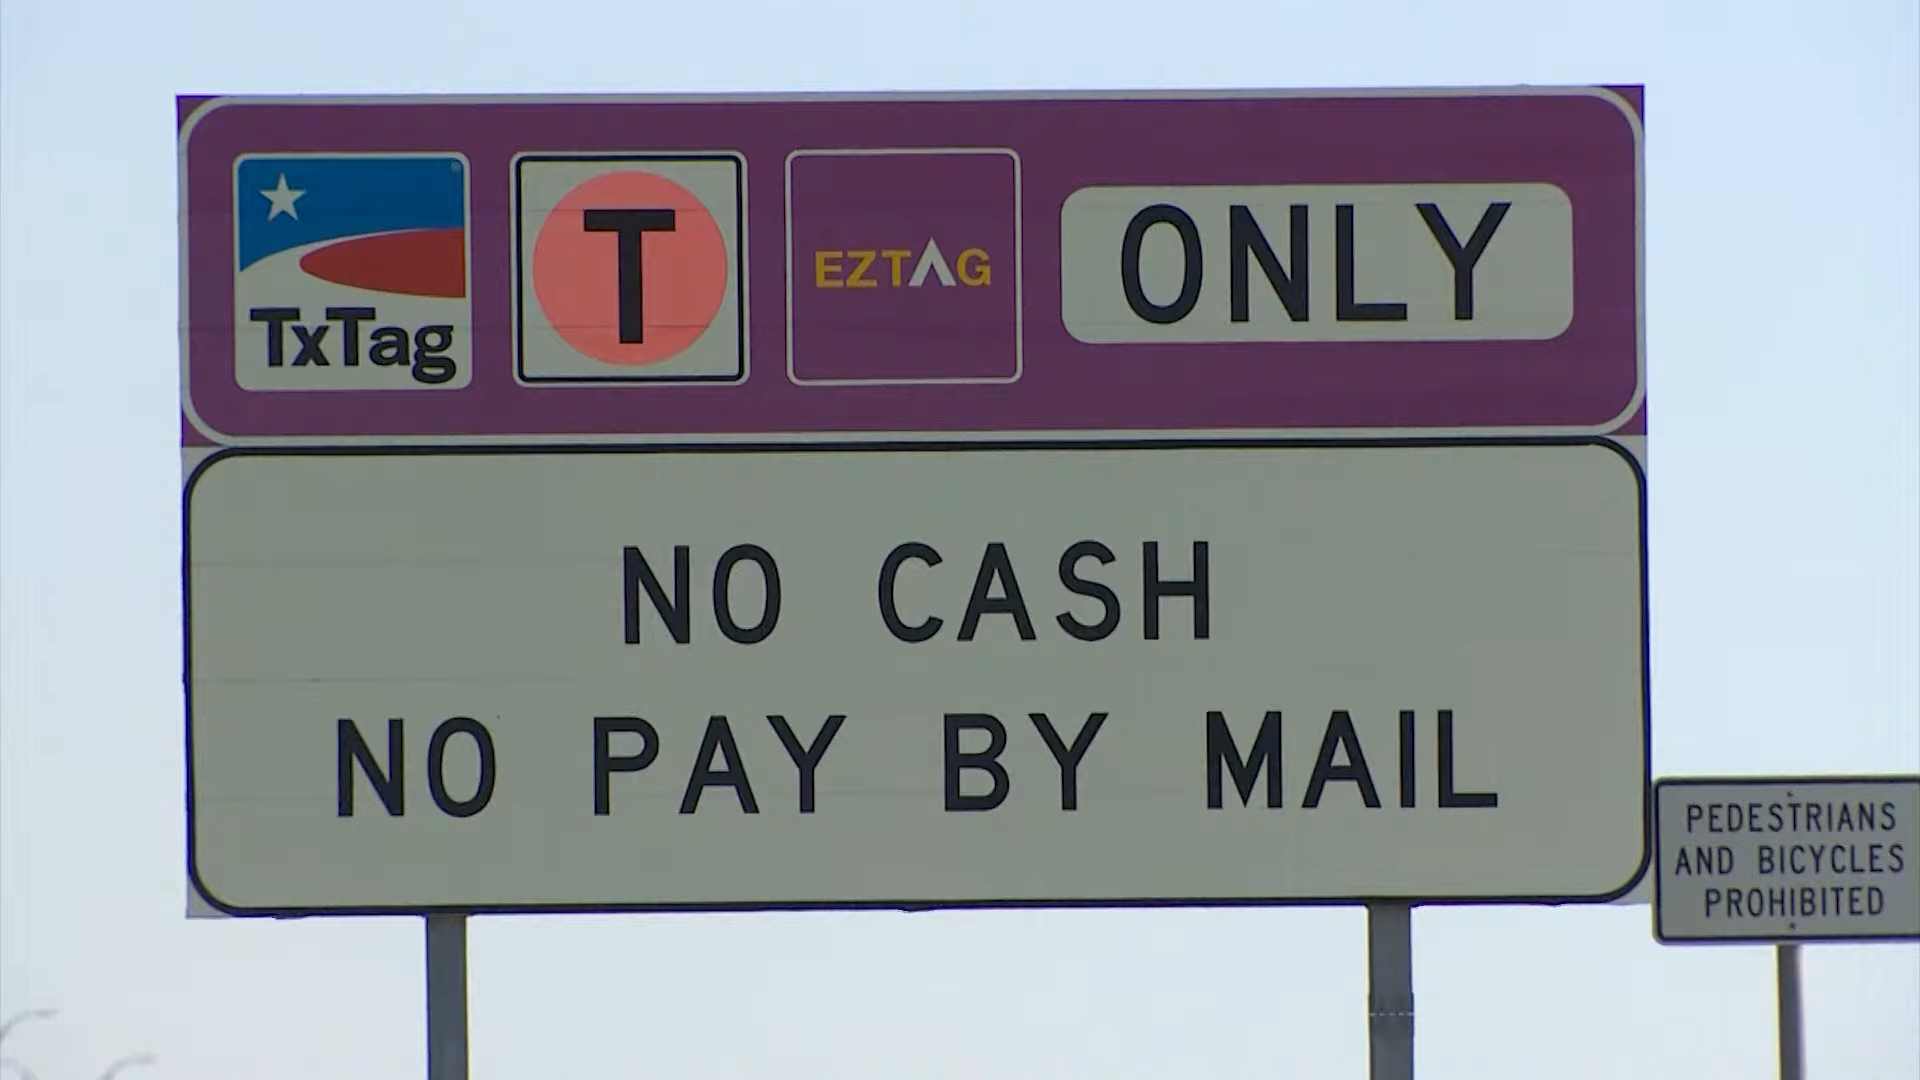 TxTag
T
EZTAG
ONLY
NO CASH
NO PAY BY MAIL
PEDESTRIANS
AND BICYCLES
PROHIBITED